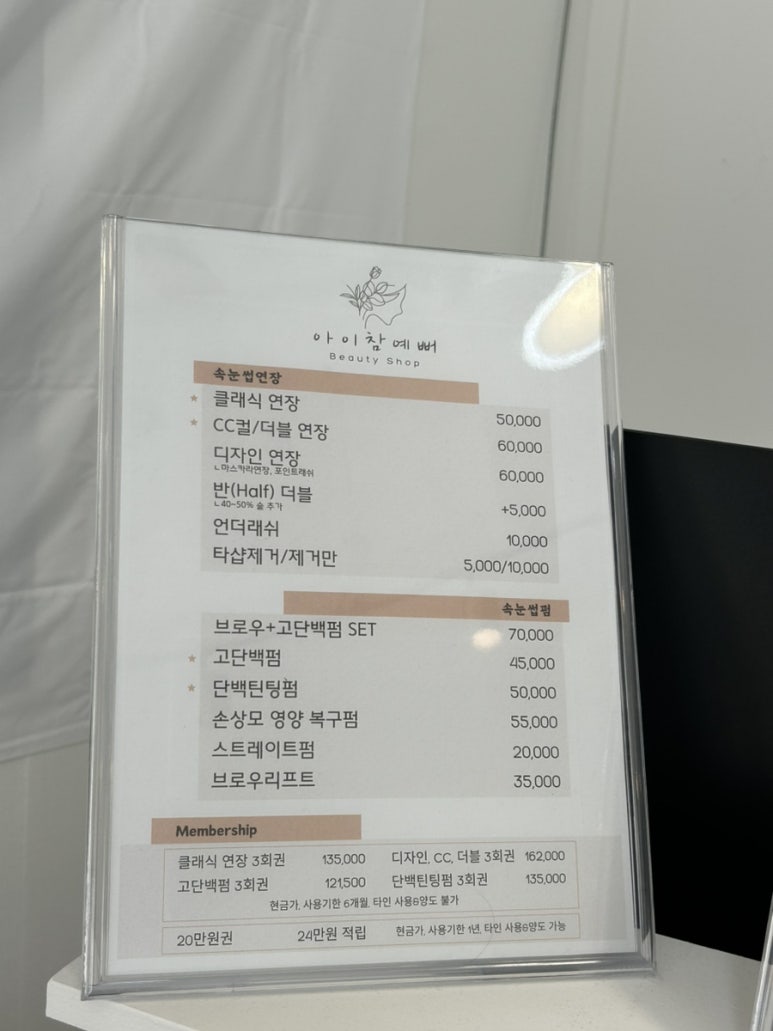 아이참예뻐
Beauty Shop
속눈썹연장
★ 클래식 연장 50,000
★ CC컬/더블 연장 60,000
디자인 연장 60,000
ㄴ마스카라연장, 포인트래쉬
반(Half) 더블 +5,000
ㄴ40~50% 숱 추가
언더래쉬 10,000
타샵제거/제거만 5,000/10,000
속눈썹펌
브로우+고단백펌 SET 70,000
★ 고단백펌 45,000
★ 단백틴팅펌 50,000
손상모 영양 복구펌 55,000
스트레이트펌 20,000
브로우리프트 35,000
Membership
클래식 연장 3회권 135,000 디자인, CC, 더블 3회권 162,000
고단백펌 3회권 121,500 단백틴팅펌 3회권 135,000
현금가, 사용기한 6개월, 타인 사용&양도 불가
20만원권 24만원 적립 현금가, 사용기한 1년, 타인 사용&양도 가능